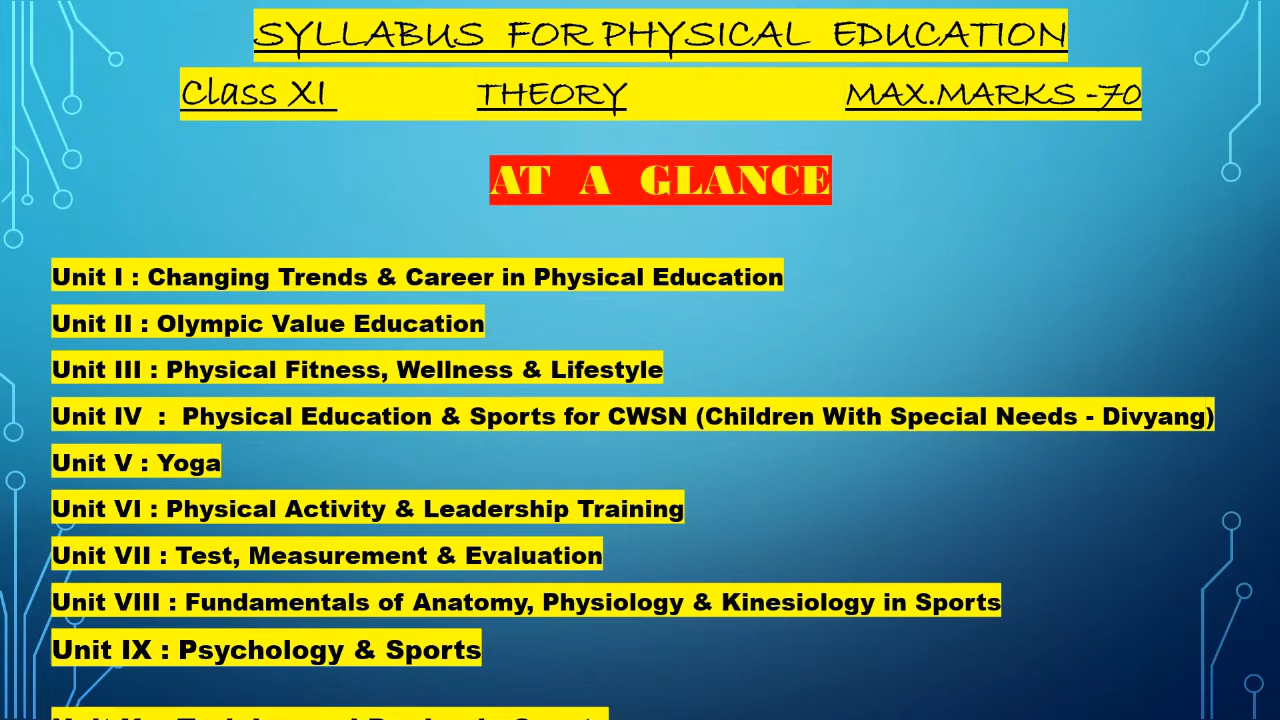 SYLLABUS FOR PHYSICAL EDUCATION
Class XI THEORY MAX.MARKS -70
AT A GLANCE
Unit I : Changing Trends & Career in Physical Education
Unit II : Olympic Value Education
Unit III : Physical Fitness, Wellness & Lifestyle
Unit IV : Physical Education & Sports for CWSN (Children With Special Needs - Divyang)
Unit V : Yoga
Unit VI : Physical Activity & Leadership Training
Unit VII : Test, Measurement & Evaluation
Unit VIII : Fundamentals of Anatomy, Physiology & Kinesiology in Sports
Unit IX : Psychology & Sports